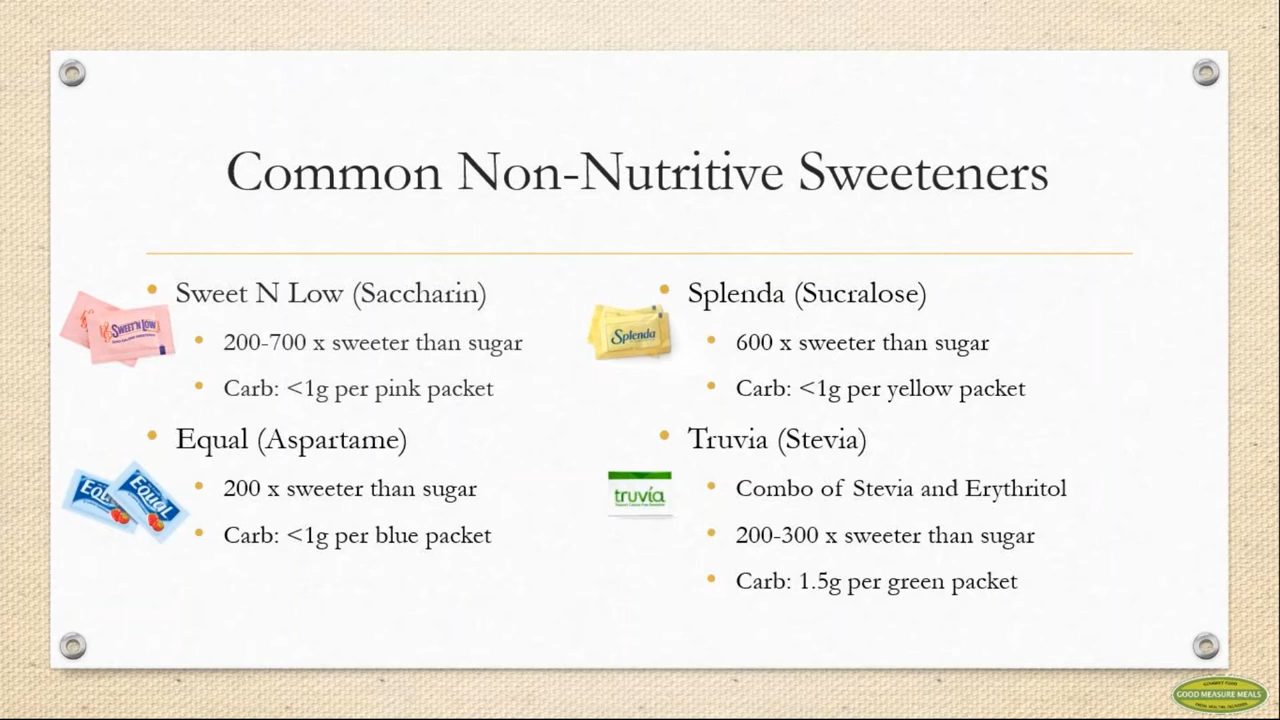 Common Non-Nutritive Sweeteners
Sweet N Low (Saccharin)
200-700 x sweeter than sugar
Carb: <1g per pink packet
Equal (Aspartame)
200 x sweeter than sugar
Carb: <1g per blue packet
SWEET'N LOW
EQUAL
EQUAL
Splenda (Sucralose)
600 x sweeter than sugar
Carb: <1g per yellow packet
Truvia (Stevia)
Combo of Stevia and Erythritol
200-300 x sweeter than sugar
Carb: 1.5g per green packet
Splenda
truvia
GOURMET FOOD
GOOD MEASURE MEALS